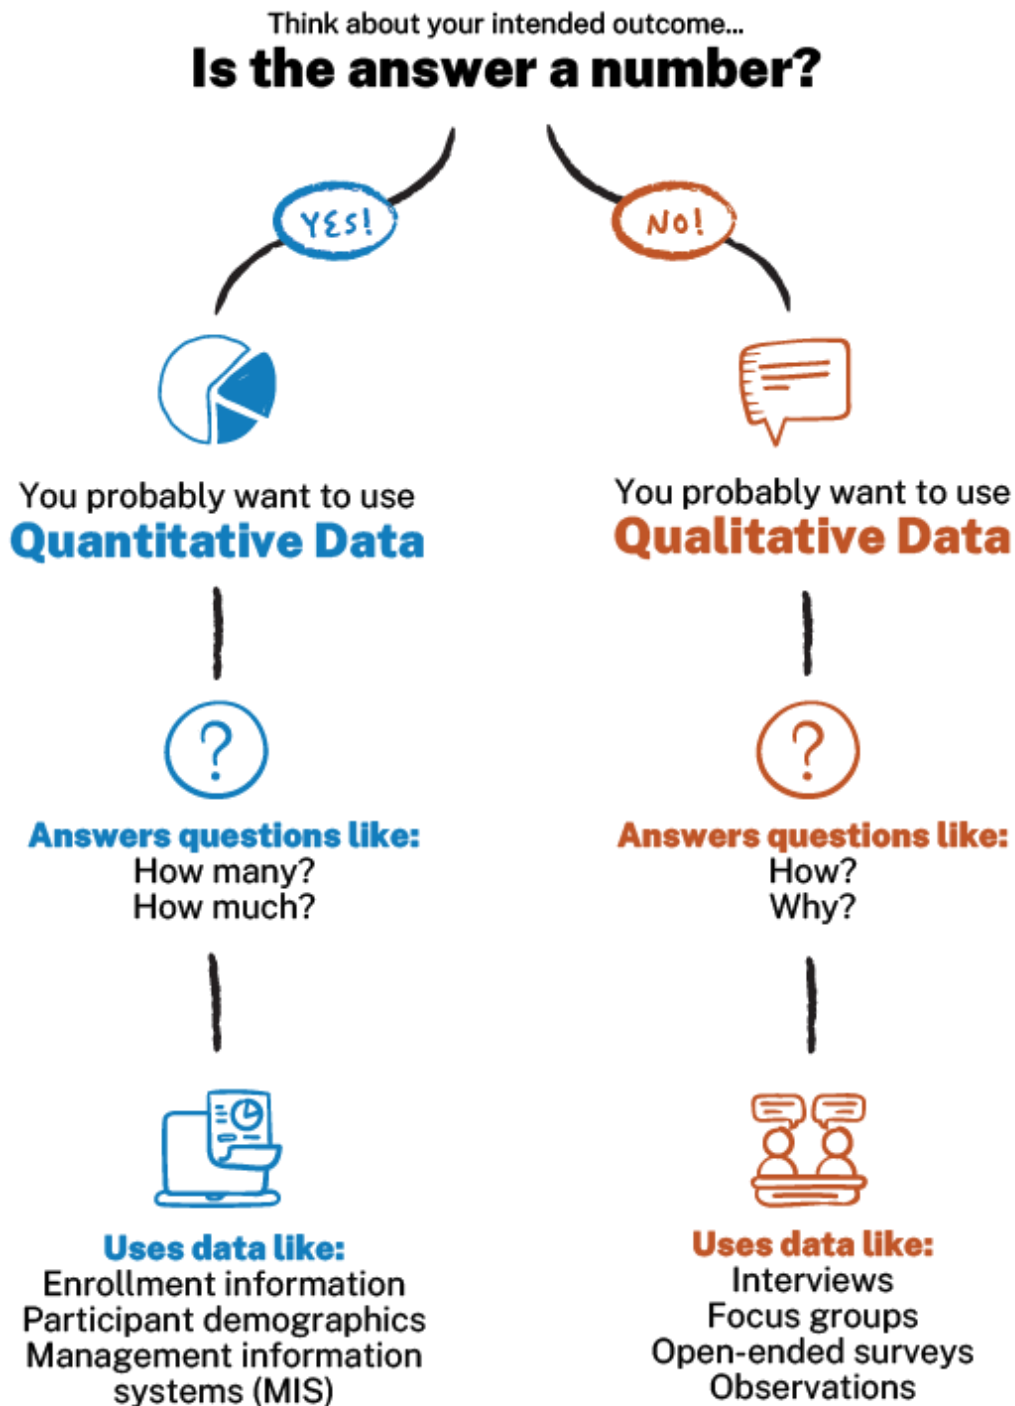 Think about your intended outcome...
Is the answer a number?
YES!
NO!
You probably want to use
Quantitative Data
Answers questions like:
How many?
How much?
Uses data like:
Enrollment information
Participant demographics
Management information
systems (MIS)
You probably want to use
Qualitative Data
Answers questions like:
How?
Why?
Uses data like:
Interviews
Focus groups
Open-ended surveys
Observations